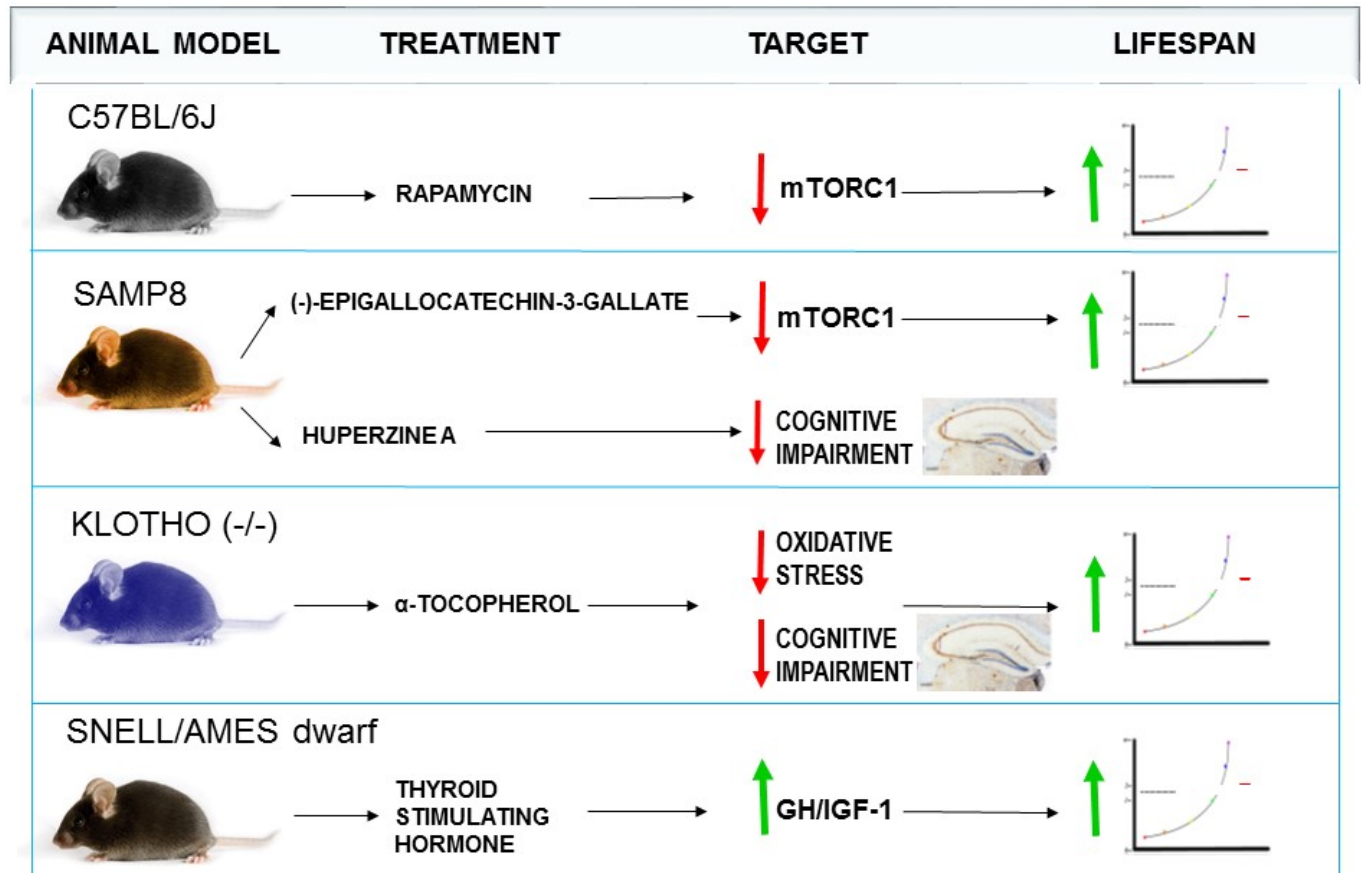 ANIMAL MODEL TREATMENT TARGET LIFESPAN
C57BL/6J
RAPAMYCIN
mTORC1
SAMP8
(-)-EPIGALLOCATECHIN-3-GALLATE
mTORC1
HUPERZINE A
COGNITIVE
IMPAIRMENT
KLOTHO (-/-)
α-TOCOPHEROL
OXIDATIVE
STRESS
COGNITIVE
IMPAIRMENT
SNELL/AMES dwarf
THYROID
STIMULATING
HORMONE
GH/IGF-1